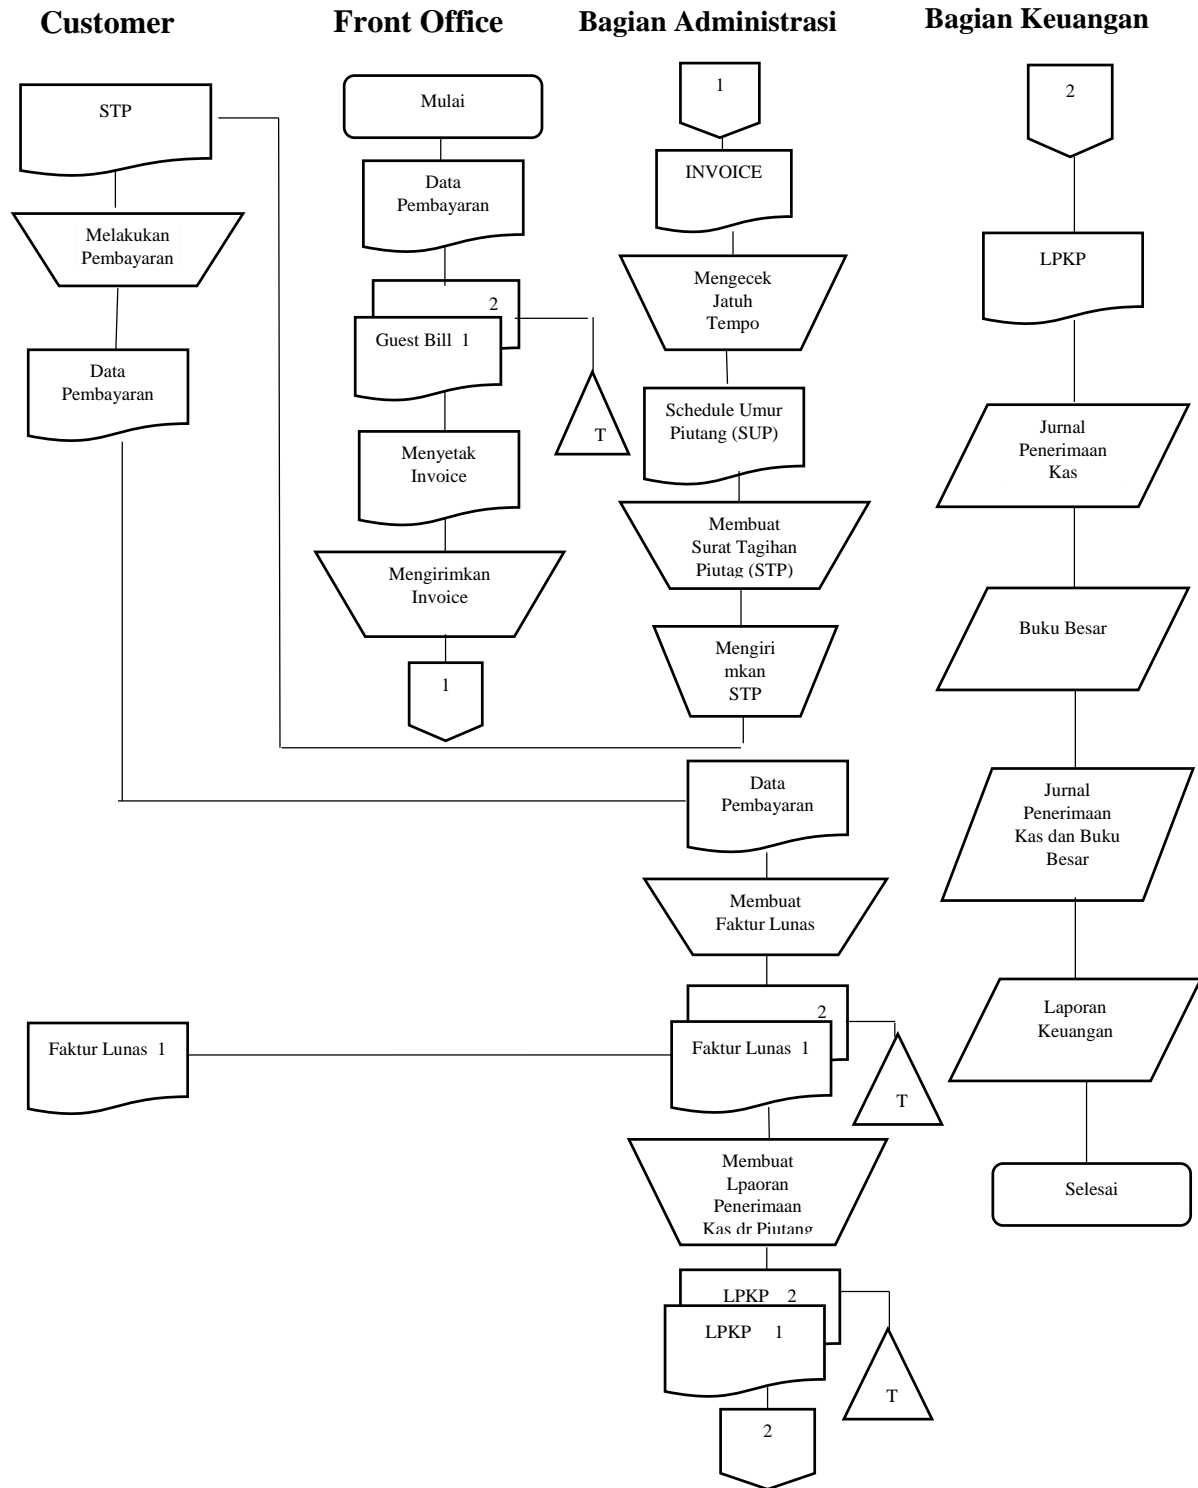 Customer
Front Office
Bagian Administrasi
Bagian Keuangan
STP
Melakukan
Pembayaran
Data
Pembayaran
Faktur Lunas 1
Mulai
Data
Pembayaran
2
Guest Bill 1
T
Menyetak
Invoice
Mengirimkan
Invoice
1
1
INVOICE
Mengecek
Jatuh
Tempo
Schedule Umur
Piutang (SUP)
Membuat
Surat Tagihan
Piutag (STP)
Mengiri
mkan
STP
Data
Pembayaran
Membuat
Faktur Lunas
2
Faktur Lunas 1
T
Membuat
Lpaoran
Penerimaan
Kas dr Piutang
LPKP 2
LPKP 1
T
2
2
LPKP
Jurnal
Penerimaan
Kas
Buku Besar
Jurnal
Penerimaan
Kas dan Buku
Besar
Laporan
Keuangan
Selesai